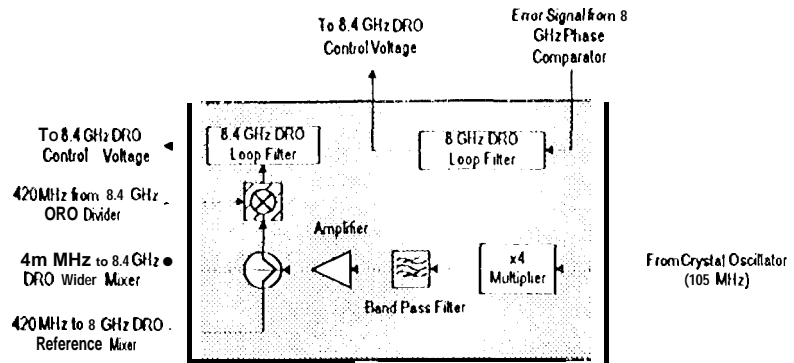 To 8.4 GHz DRO
Control Voltage
Error Signal from 8
GHz Phase
Comparator
To 8.4 GHz DRO
Control Voltage
8.4 GHz DRO
Loop Filter
8 GHz DRO
Loop Filter
420MHz from 8.4 GHz
ORO Divider
Amplifier
4m MHz to 8.4 GHz
DRO Wider Mixer
x4
Multiplier
From Crystal Oscillator
(105 MHz)
Band Pass Filter
420 MHz to 8 GHz DRO
Reference Mixer